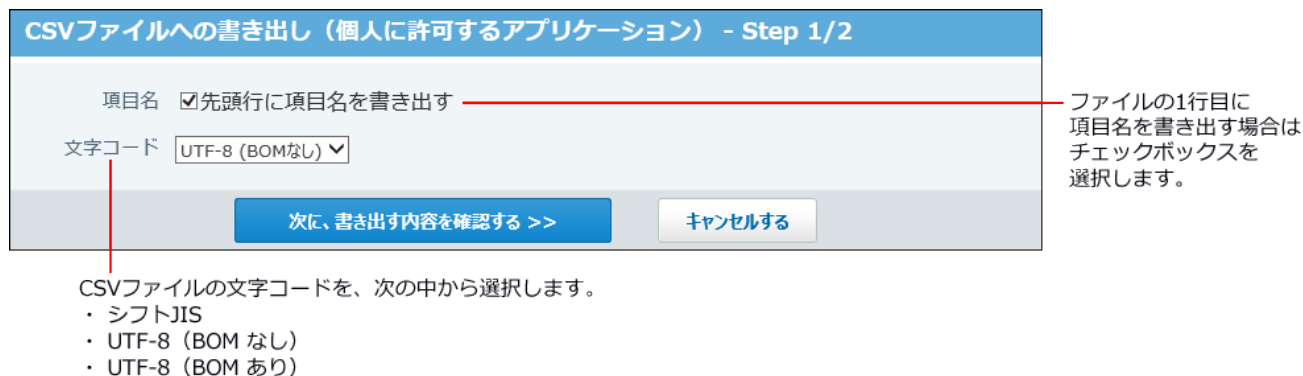 CSVファイルへの書き出し（個人に許可するアプリケーション） - Step 1/2
項目名 先頭行に項目名を書き出す
文字コード UTF-8 (BOMなし)
次に、書き出す内容を確認する >> キャンセルする
ファイルの1行目に
項目名を書き出す場合は
チェックボックスを
選択します。
CSVファイルの文字コードを、次の中から選択します。
・ シフトJIS
・ UTF-8（BOM なし）
・ UTF-8（BOM あり）